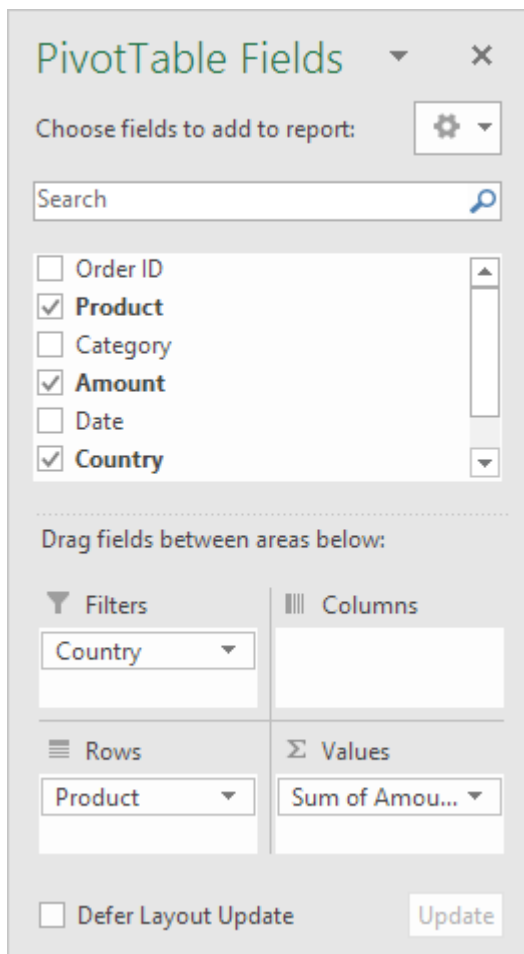 PivotTable Fields
Choose fields to add to report:
Search
Order ID
Product
Category
Amount
Date
Country
Drag fields between areas below:
Filters
Columns
Country
Rows
Σ Values
Product
Sum of Amou...
Defer Layout Update
Update